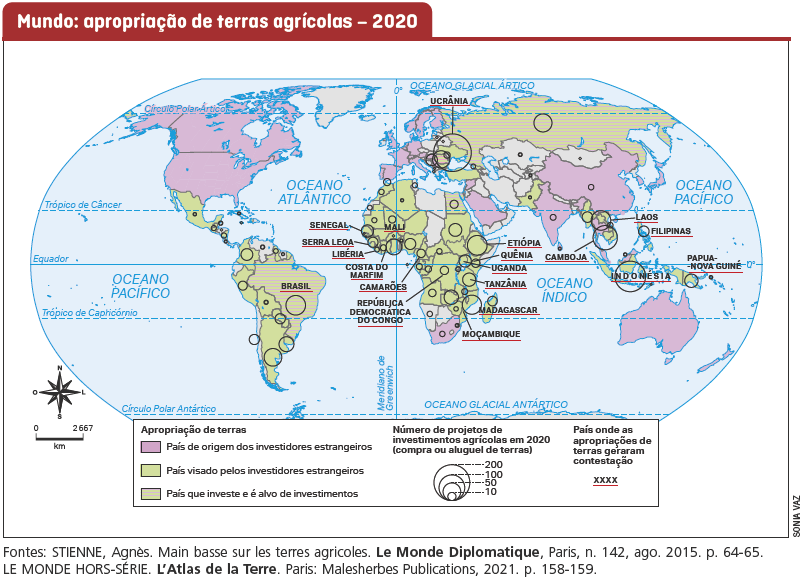 Mundo: apropriação de terras agrícolas – 2020
OCEANO GLACIAL ÁRTICO
0°
UCRÂNIA
Círculo Polar Ártico
OCEANO
ATLÂNTICO
OCEANO
PACÍFICO
Trópico de Câncer
SENEGAL
MALI
LAOS
FILIPINAS
SERRA LEOA
ETIÓPIA
LIBÉRIA
QUÊNIA
CAMBOJA
PAPUA-
-NOVA GUINÉ
Equador
0°
COSTA DO
MARFIM
UGANDA
INDONÉSIA
CAMARÕES
TANZÂNIA
OCEANO
ÍNDICO
OCEANO
PACÍFICO
BRASIL
REPÚBLICA
DEMOCRÁTICA
DO CONGO
MADAGASCAR
Trópico de Capricórnio
MOÇAMBIQUE
Meridiano de
Greenwich
N
O
L
S
Círculo Polar Antártico
OCEANO GLACIAL ANTÁRTICO
0
2 667
km
Apropriação de terras
País de origem dos investidores estrangeiros
País visado pelos investidores estrangeiros
País que investe e é alvo de investimentos
Número de projetos de
investimentos agrícolas em 2020
(compra ou aluguel de terras)
200
100
50
10
País onde as
apropriações de
terras geraram
contestação
XXXX
SONIA VAZ
Fontes: STIENNE, Agnès. Main basse sur les terres agricoles. Le Monde Diplomatique, Paris, n. 142, ago. 2015. p. 64-65.
LE MONDE HORS-SÉRIE. L'Atlas de la Terre. Paris: Malesherbes Publications, 2021. p. 158-159.